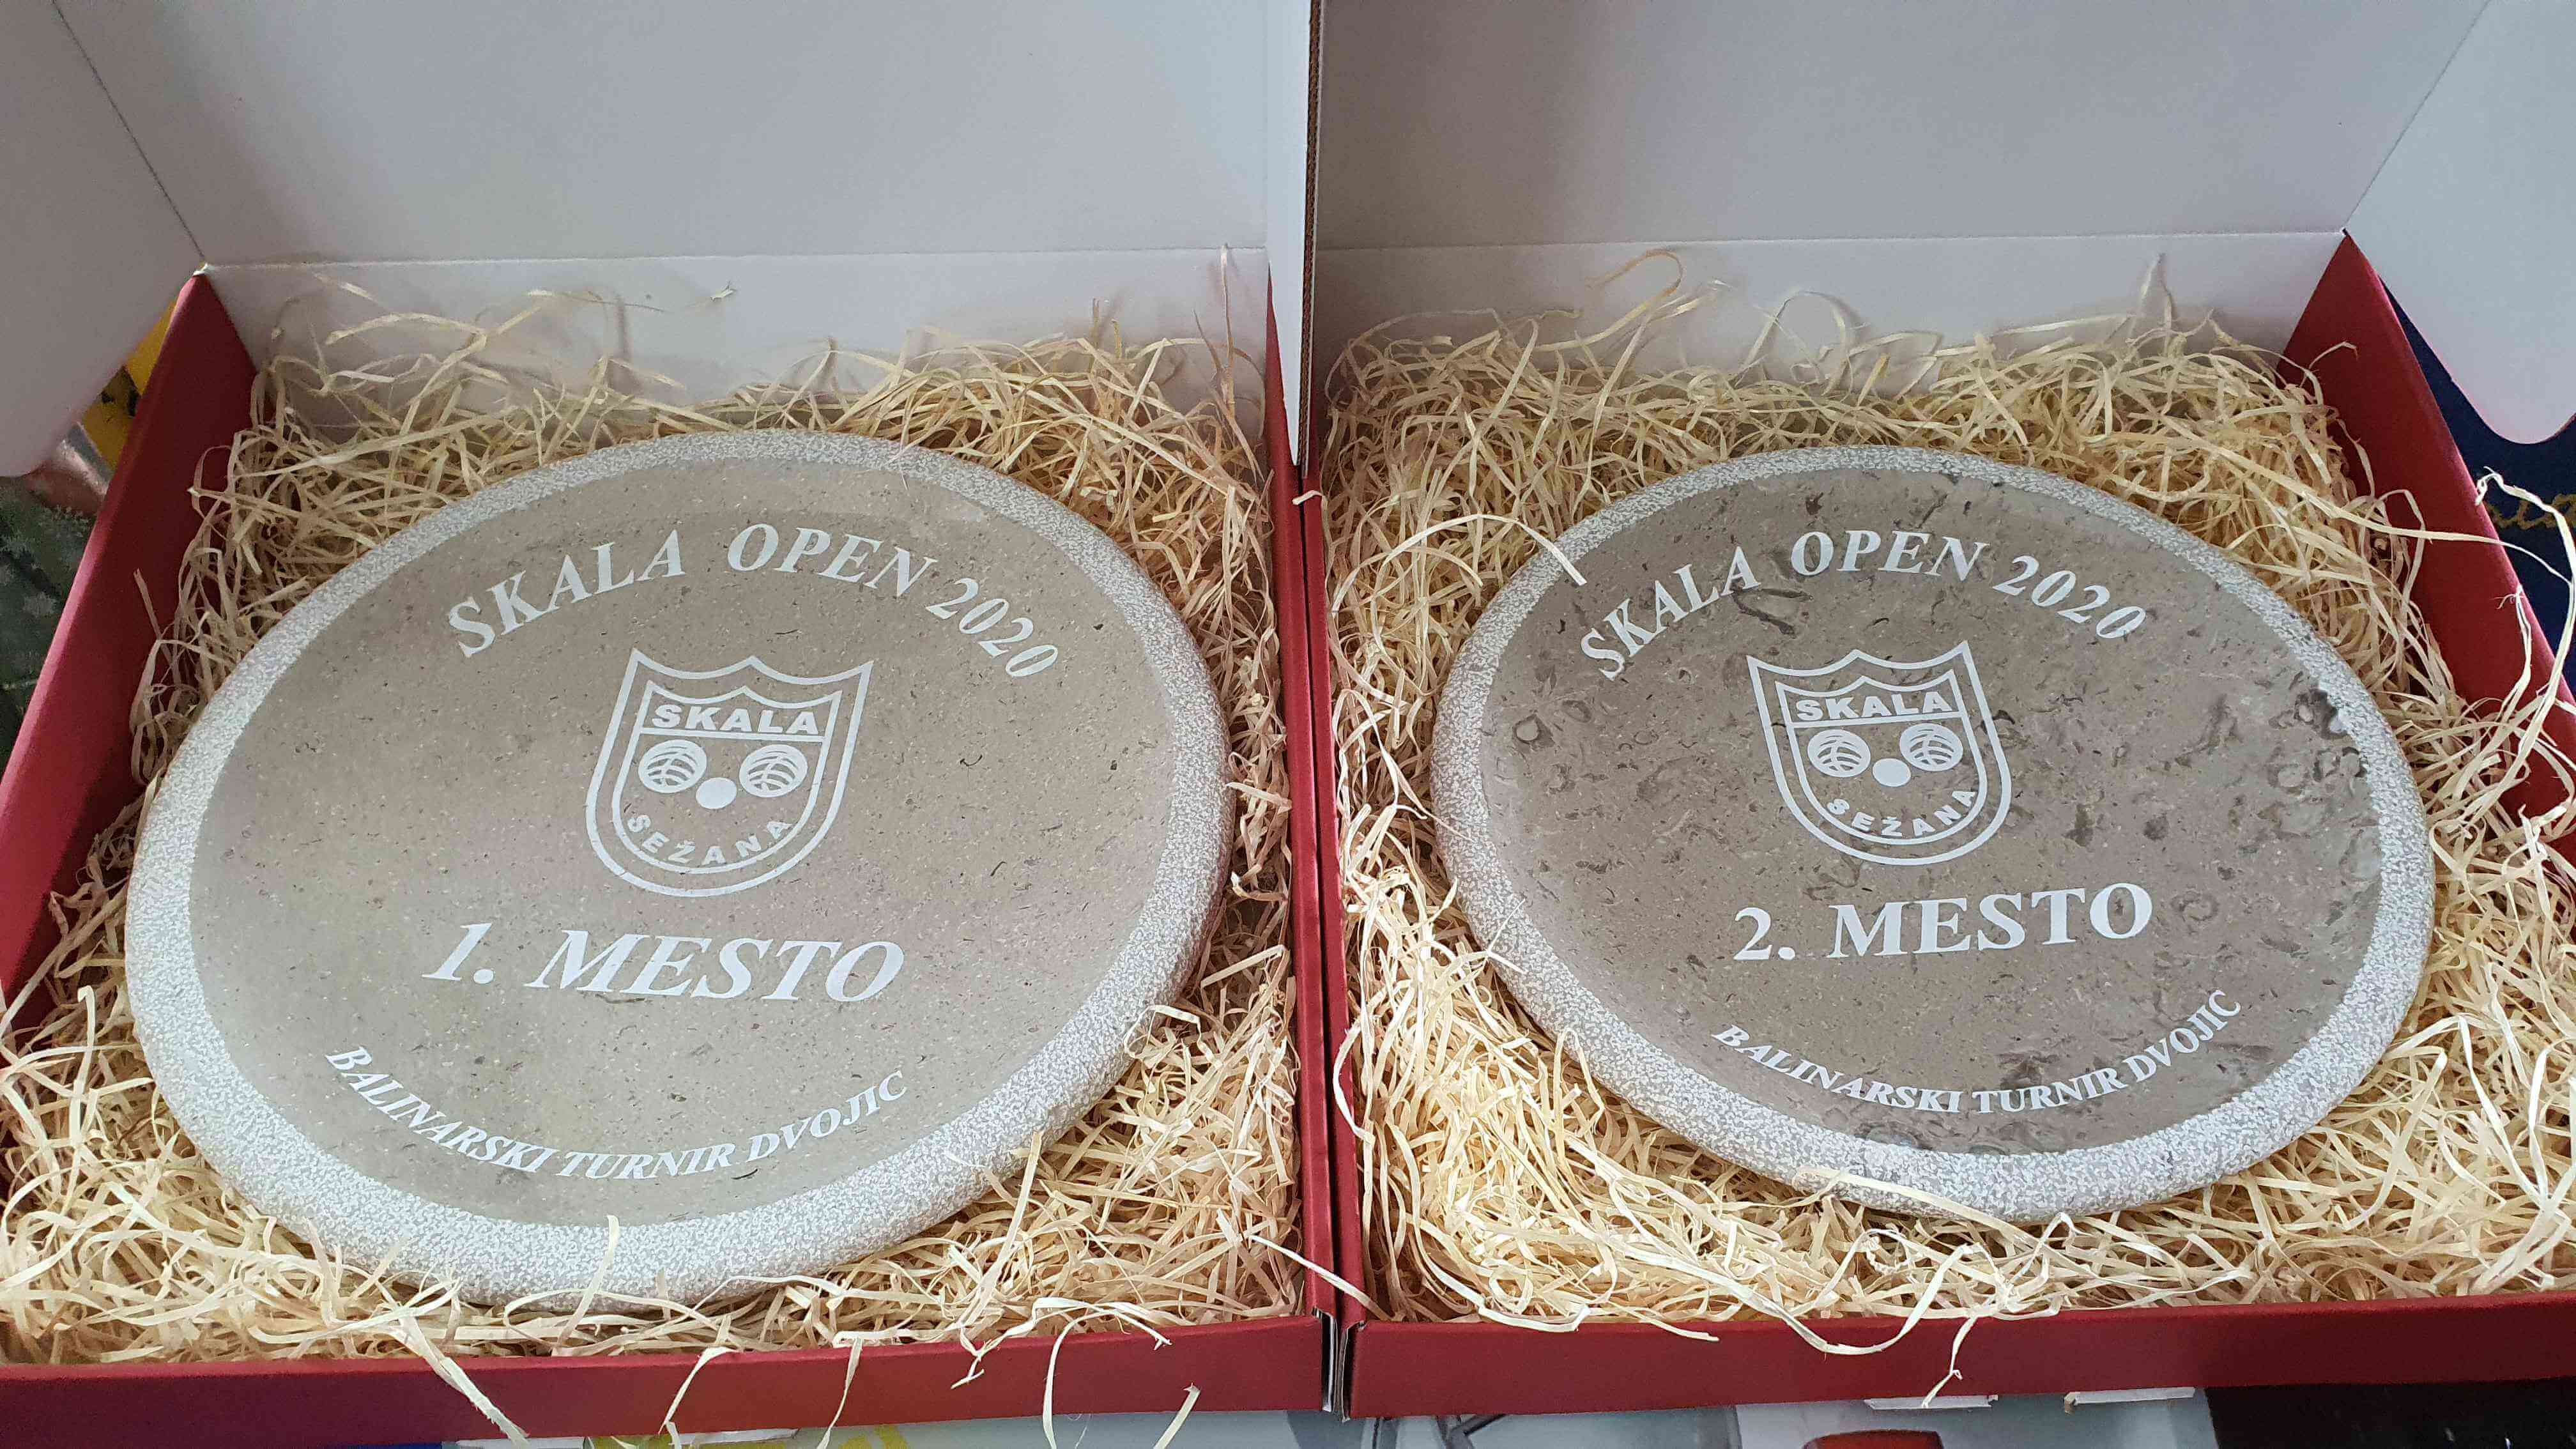 SKALA OPEN 2020
SKALA
SEŽANA
1. MESTO
BALINARSKI TURNIR DVOJIC
SKALA OPEN 2020
SKALA
SEŽANA
2. MESTO
BALINARSKI TURNIR DVOJIC